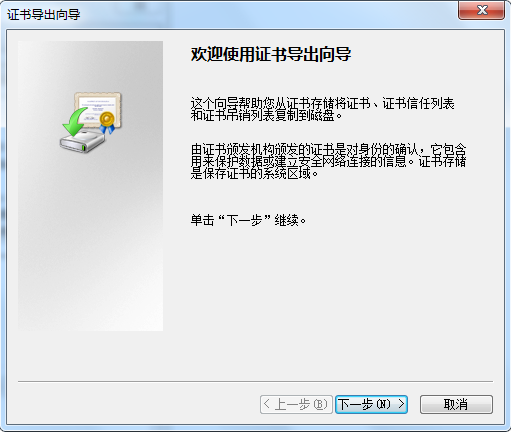 证书导出向导
欢迎使用证书导出向导
这个向导帮助您从证书存储将证书、证书信任列表
和证书吊销列表复制到磁盘。
由证书颁发机构颁发的证书是对身份的确认，它包含
用来保护数据或建立安全网络连接的信息。证书存储
是保存证书的系统区域。
单击“下一步”继续。
< 上一步(B) 下一步(N) > 取消